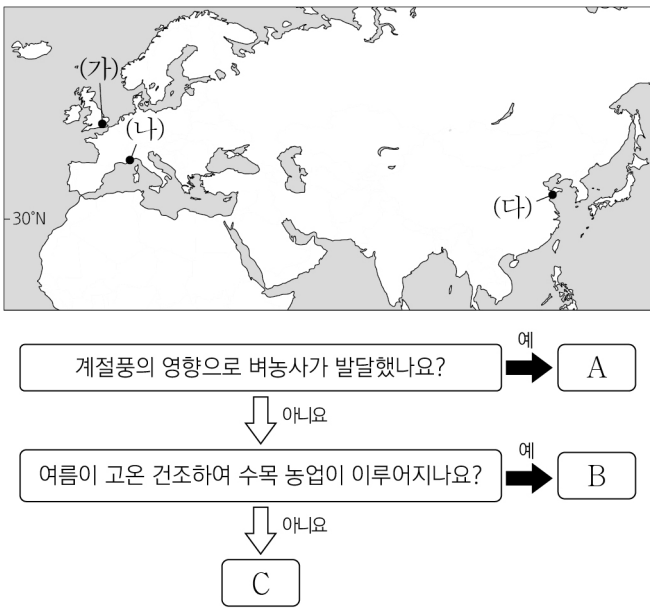 (가)
(나)
(다)
30°N
계절풍의 영향으로 벼농사가 발달했나요?
예
A
아니요
여름이 고온 건조하여 수목 농업이 이루어지나요?
예
B
아니요
C